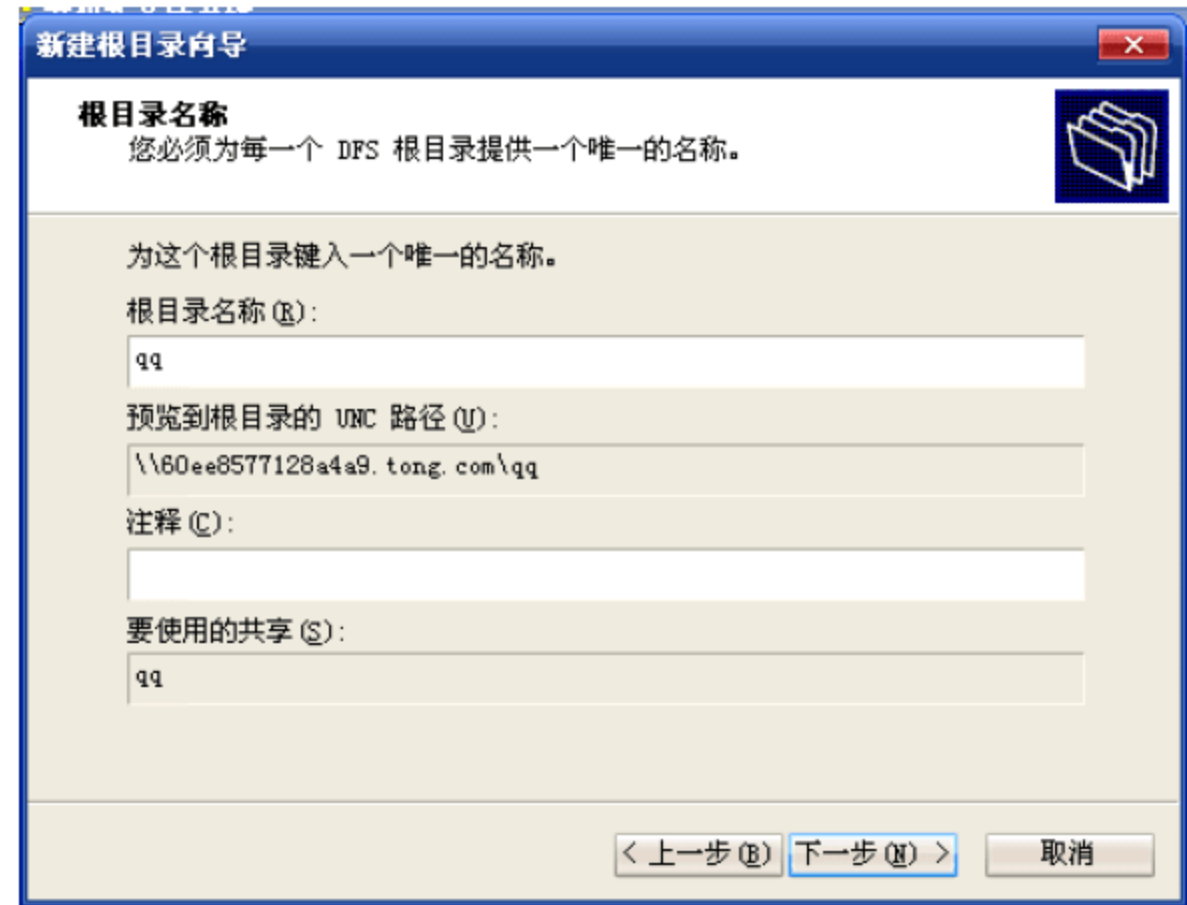 新建根目录向导
根目录名称
您必须为每一个 DFS 根目录提供一个唯一的名称。
为这个根目录键入一个唯一的名称。
根目录名称(R):
qq
预览到根目录的 UNC 路径(U):
\\60ee8577128a4a9.tong.com\qq
注释(C):
要使用的共享(S):
qq
< 上一步(B) 下一步(N) > 取消